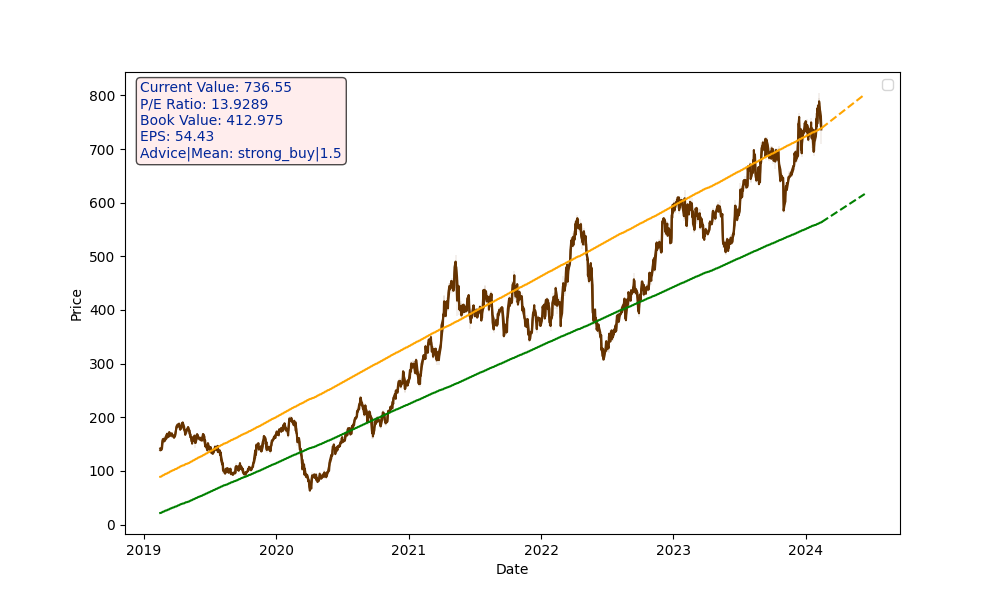 Current Value: 736.55
P/E Ratio: 13.9289
Book Value: 412.975
EPS: 54.43
Advice|Mean: strong_buy|1.5
800
700
600
500
400
300
200
100
0
Price
2019 2020 2021 2022 2023 2024
Date